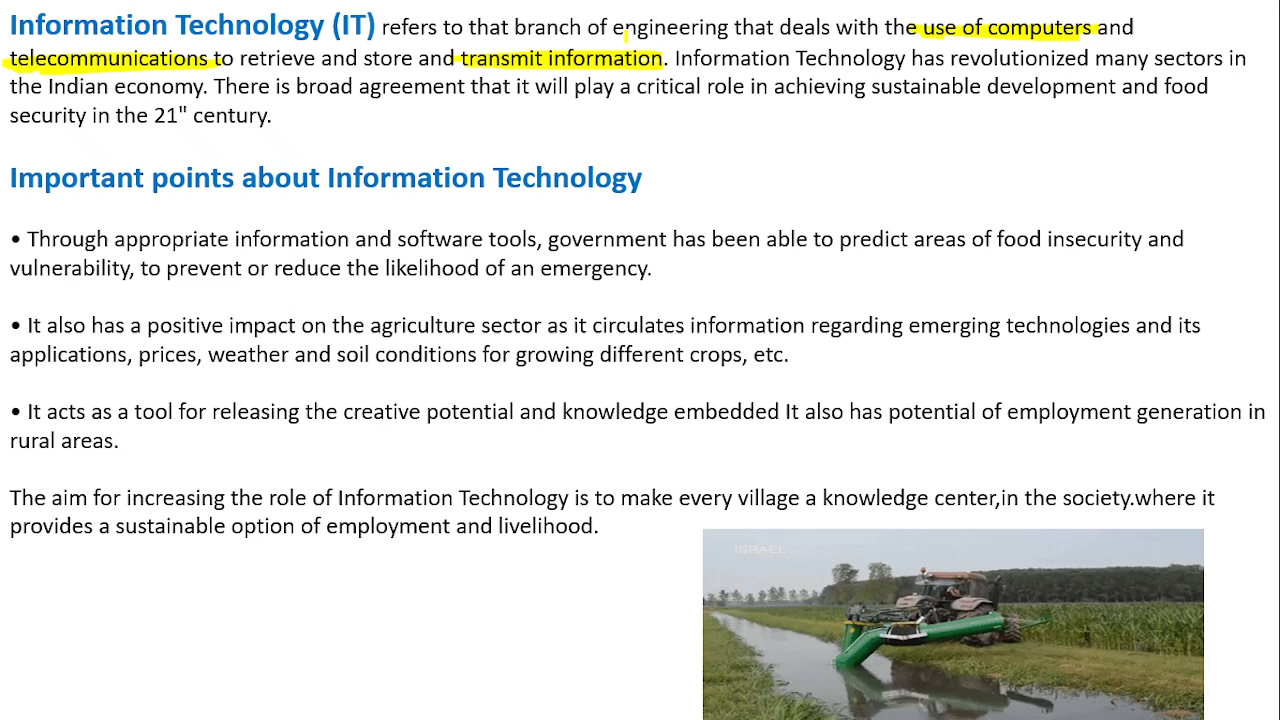 Information Technology (IT) refers to that branch of engineering that deals with the use of computers and
telecommunications to retrieve and store and transmit information. Information Technology has revolutionized many sectors in
the Indian economy. There is broad agreement that it will play a critical role in achieving sustainable development and food
security in the 21" century.
Important points about Information Technology
• Through appropriate information and software tools, government has been able to predict areas of food insecurity and
vulnerability, to prevent or reduce the likelihood of an emergency.
• It also has a positive impact on the agriculture sector as it circulates information regarding emerging technologies and its
applications, prices, weather and soil conditions for growing different crops, etc.
• It acts as a tool for releasing the creative potential and knowledge embedded It also has potential of employment generation in
rural areas.
The aim for increasing the role of Information Technology is to make every village a knowledge center,in the society.where it
provides a sustainable option of employment and livelihood.
ISRAEL